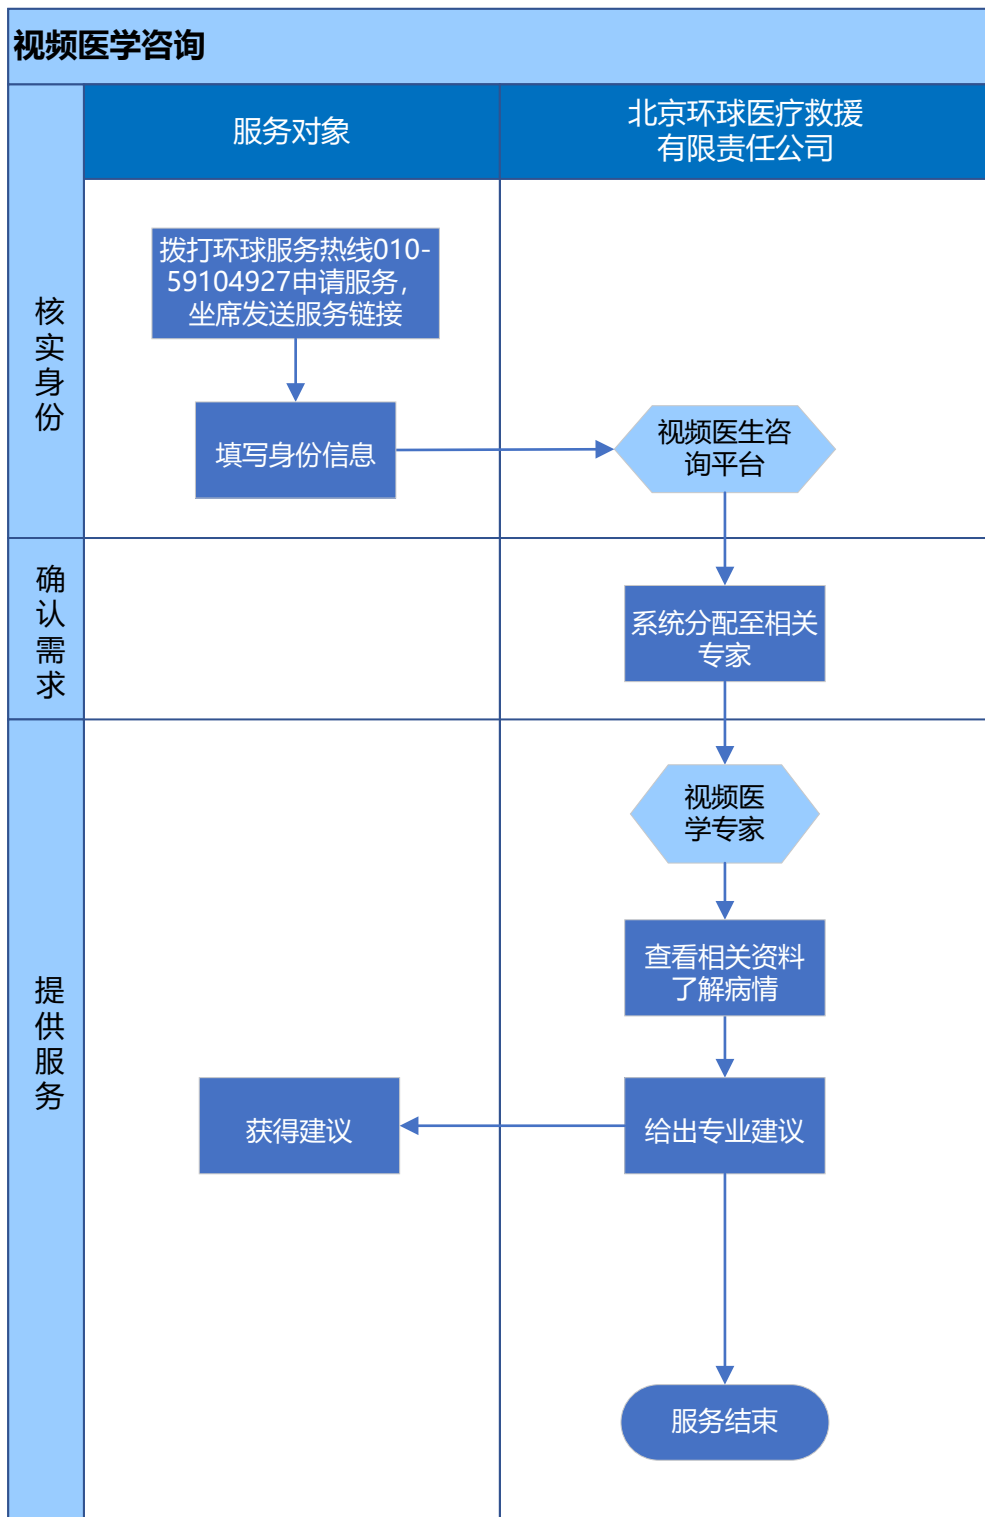 视频医学咨询
服务对象
北京环球医疗救援
有限责任公司
核
实
身
份
拨打环球服务热线010-
59104927申请服务，
坐席发送服务链接
填写身份信息
视频医生咨
询平台
确
认
需
求
系统分配至相关
专家
提
供
服
务
视频医
学专家
查看相关资料
了解病情
获得建议
给出专业建议
服务结束